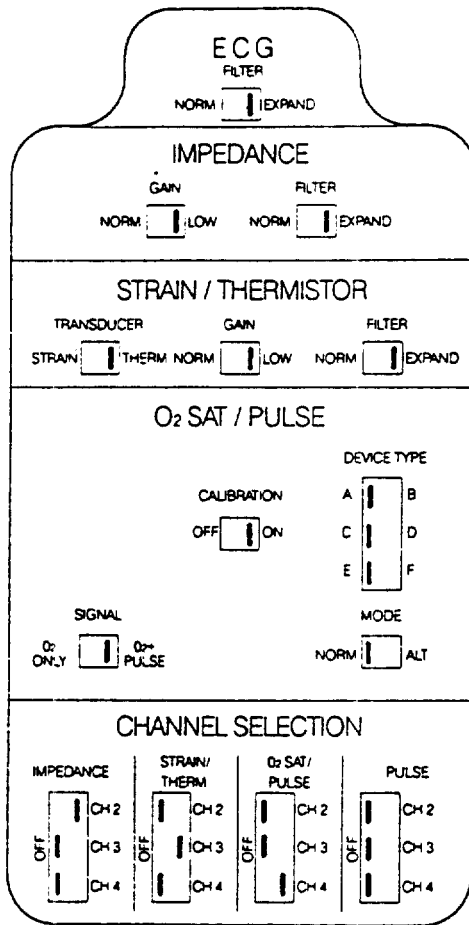 ECG
FILTER
NORM EXPAND
IMPEDANCE
GAIN FILTER
NORM LOW NORM EXPAND
STRAIN / THERMISTOR
TRANSDUCER GAIN FILTER
STRAIN THERM NORM LOW NORM EXPAND
O₂ SAT / PULSE
DEVICE TYPE
CALIBRATION A B
OFF ON C D
E F
SIGNAL MODE
O₂ ONLY O₂+ PULSE NORM ALT
CHANNEL SELECTION
IMPEDANCE STRAIN/ THERM O₂ SAT/ PULSE PULSE
CH 2 CH 2 CH 2 CH 2
OFF CH 3 OFF CH 3 OFF CH 3 OFF CH 3
CH 4 CH 4 CH 4 CH 4